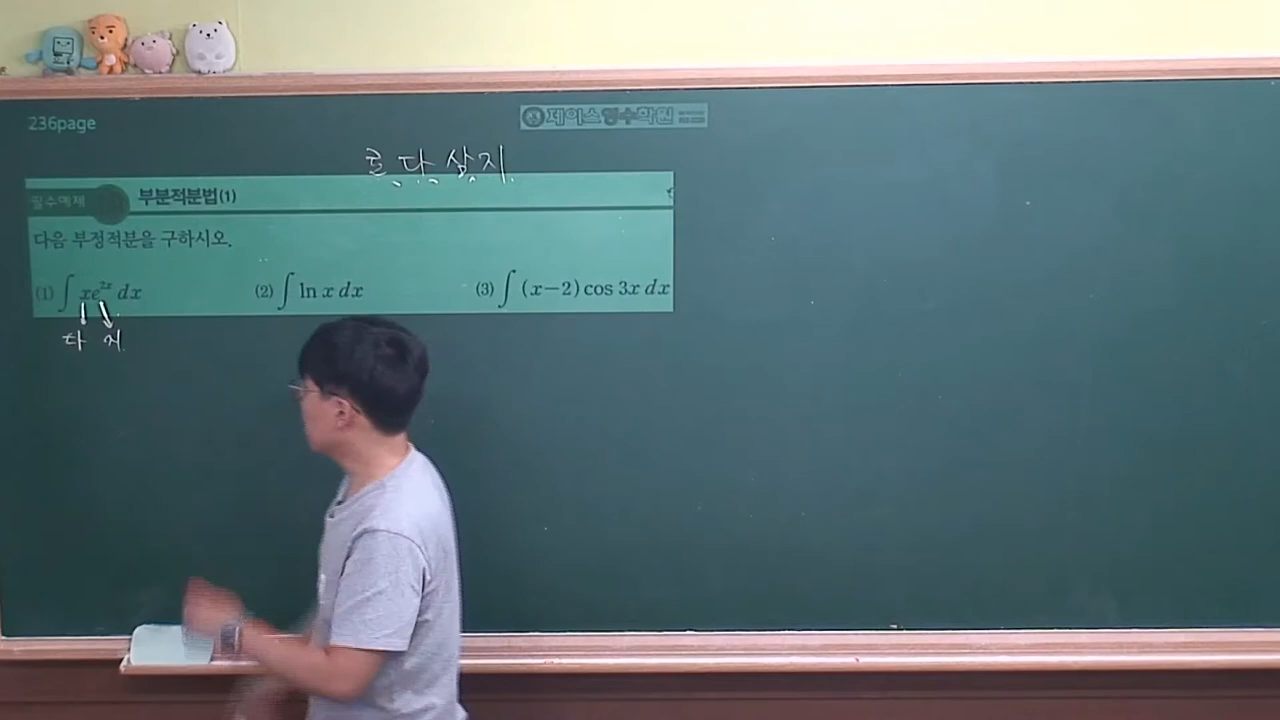 236page
제이스영수학원
로다삼지
필수예제
부분적분법(1)
다음 부정적분을 구하시오.
(1) ∫ xe^{2x} dx (2) ∫ ln x dx (3) ∫ (x−2) cos 3x dx
다 지